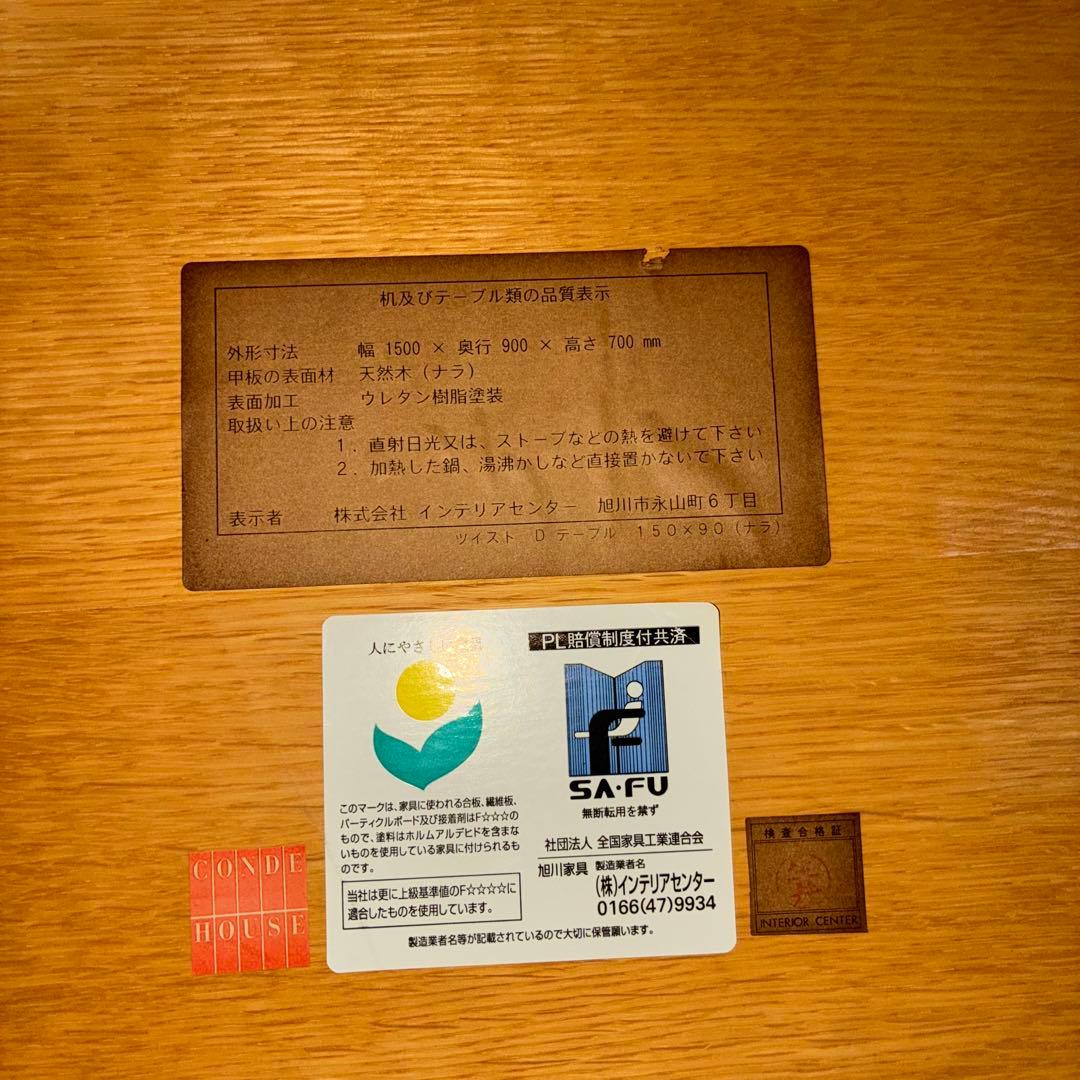 机及びテーブル類の品質表示
外形寸法 幅 1500 × 奥行 900 × 高さ 700 mm
甲板の表面材 天然木（ナラ）
表面加工 ウレタン樹脂塗装
取扱い上の注意
1. 直射日光又は、ストーブなどの熱を避けて下さい
2. 加熱した鍋、湯沸かしなど直接置かないで下さい
表示者 株式会社 インテリアセンター 旭川市永山町6丁目
ツイスト D テーブル 150×90（ナラ）
人にやさし
このマークは、家具に使われる合板、繊維板、
パーティクルボード及び接着剤はF☆☆☆の
もので、塗料はホルムアルデヒドを含まな
いものを使用している家具に付けられるも
のです。
当社は更に上級基準値のF☆☆☆☆に
適合したものを使用しています。
PL賠償制度付共済
F
SA・FU
無断転用を禁ず
社団法人 全国家具工業連合会
旭川家具 製造業者名
(株)インテリアセンター
0166(47)9934
製造業者名等が記載されているので大切に保管願います。
CONDE
HOUSE
検査合格証
INTERIOR CENTER